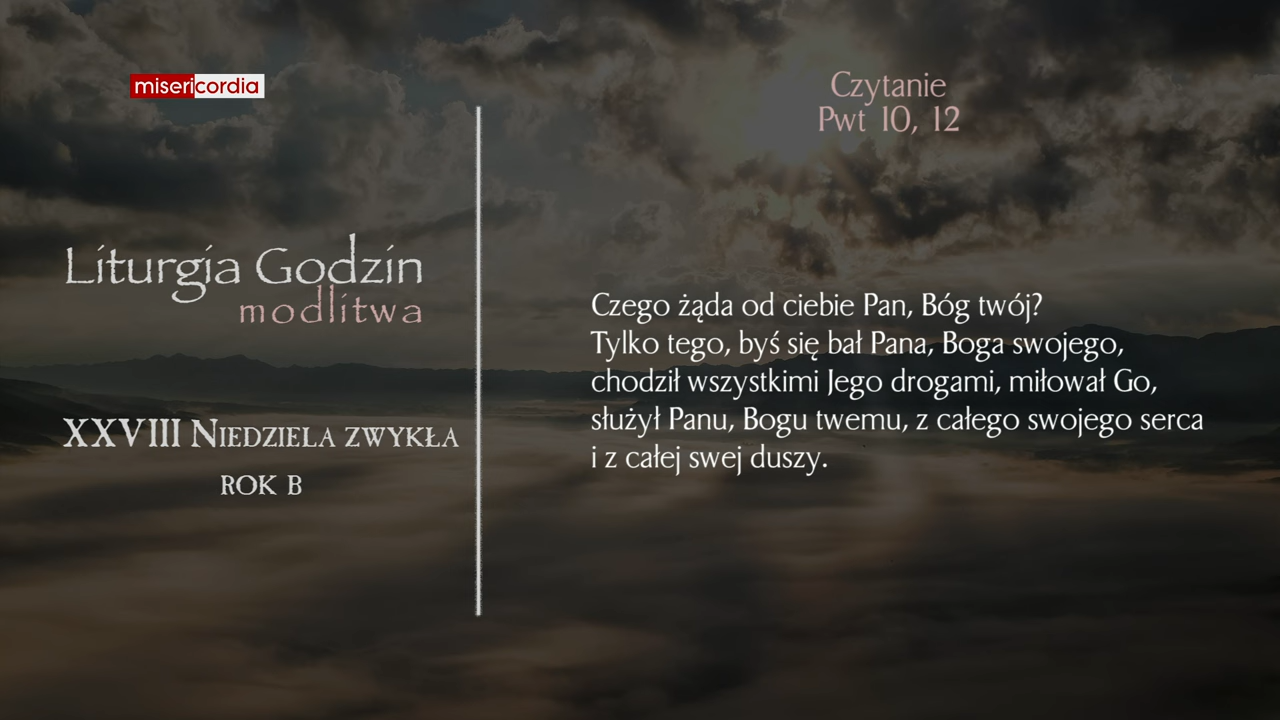 misericordia
Liturgia Godzin
modlitwa
XXVIII Niedziela zwykła
rok B
Czytanie
Pwt 10, 12
Czego żąda od ciebie Pan, Bóg twój?
Tylko tego, byś się bał Pana, Boga swojego,
chodził wszystkimi Jego drogami, miłował Go,
służył Panu, Bogu twemu, z całego swojego serca
i z całej swej duszy.